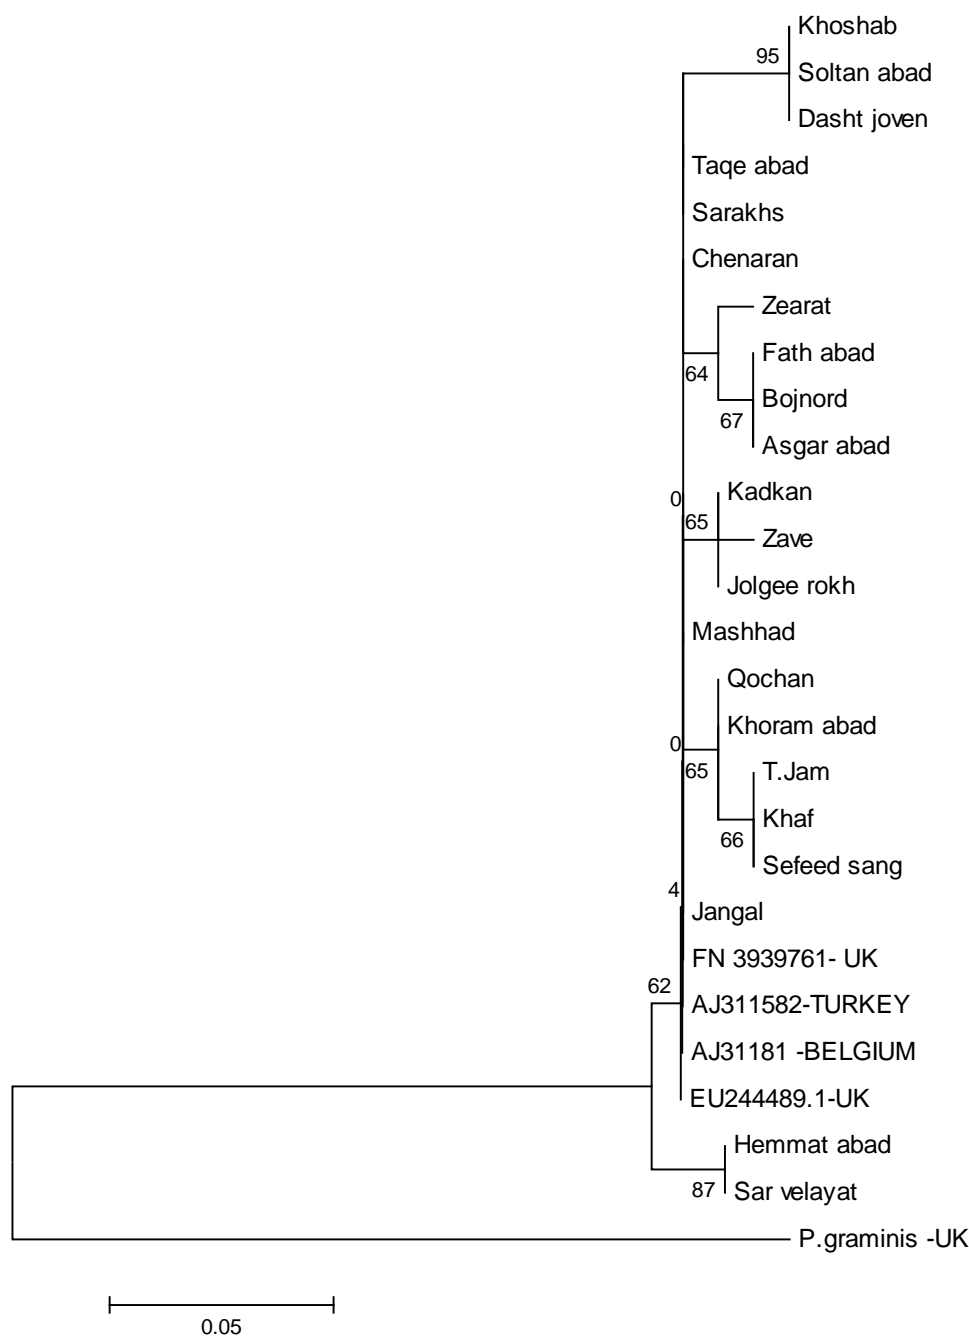 Khoshab
95
Soltan abad
Dasht joven
Taqe abad
Sarakhs
Chenaran
Zearat
Fath abad
64
Bojnord
67
Asgar abad
Kadkan
0
65
Zave
Jolgee rokh
Mashhad
Qochan
Khoram abad
0
65
T.Jam
Khaf
66
Sefeed sang
4
Jangal
FN 3939761- UK
62
AJ311582-TURKEY
AJ31181 -BELGIUM
EU244489.1-UK
Hemmat abad
87
Sar velayat
P.graminis -UK
0.05